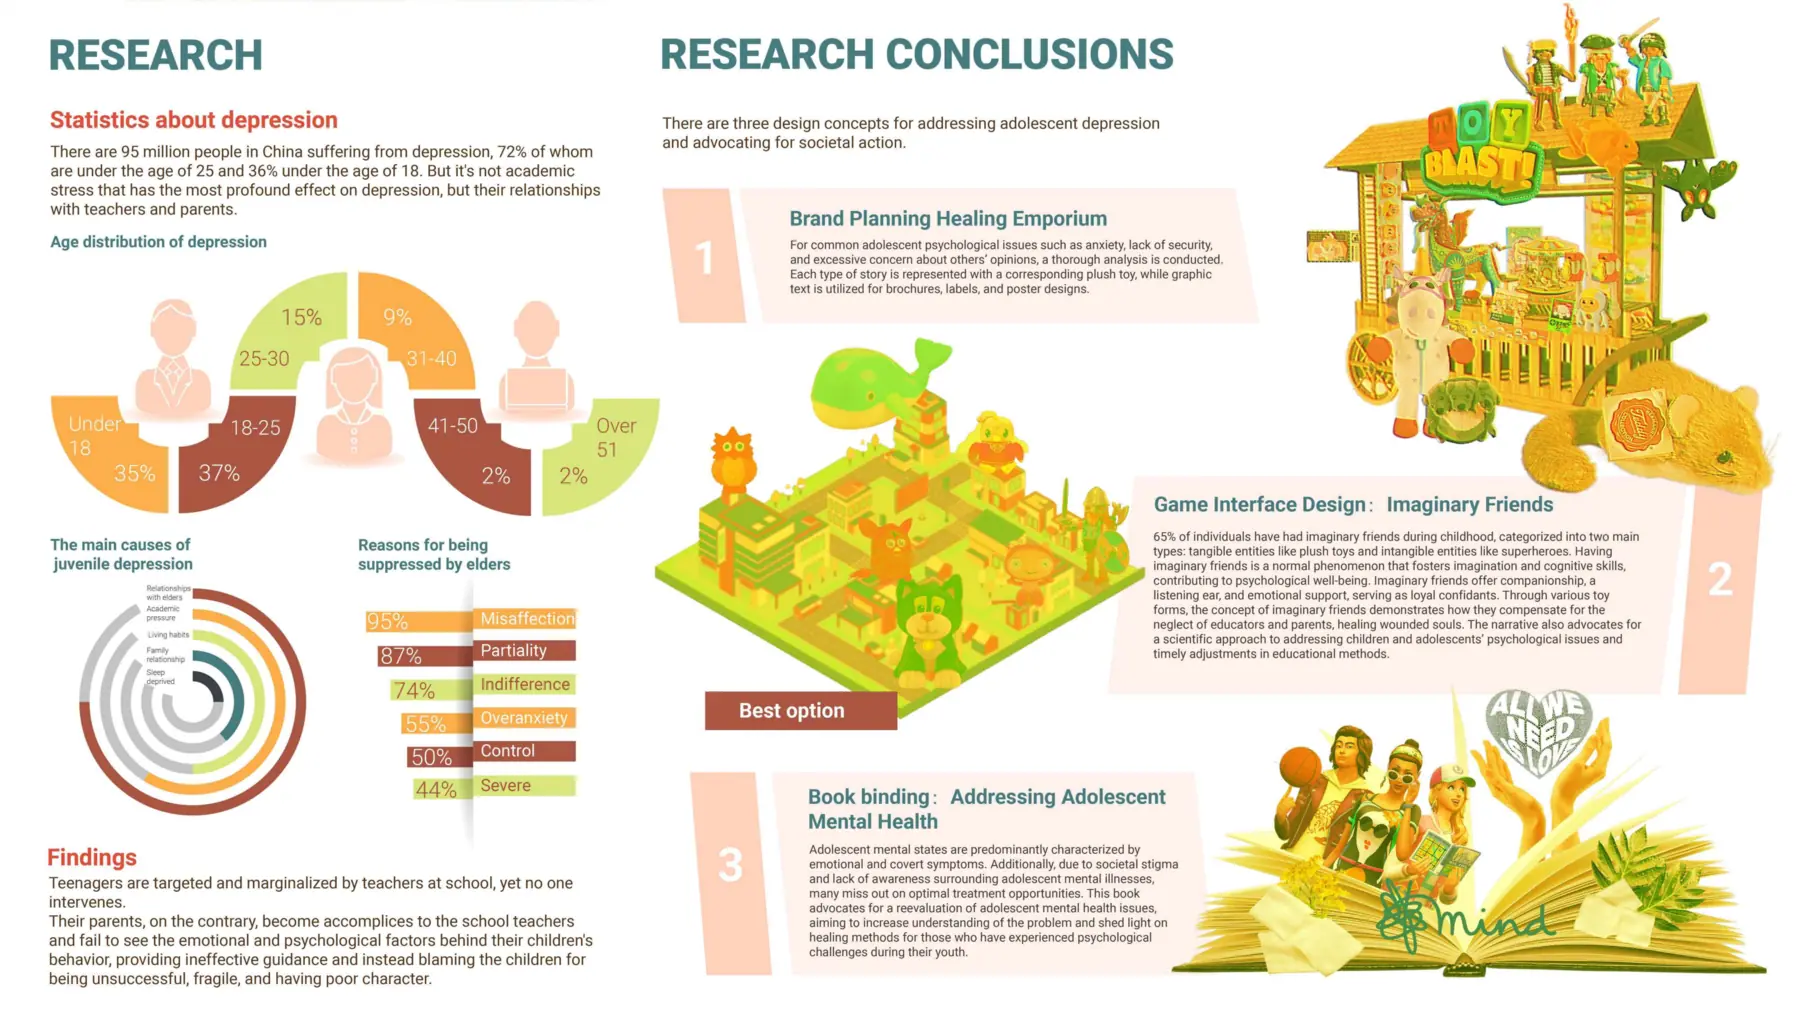 RESEARCH
Statistics about depression
There are 95 million people in China suffering from depression, 72% of whom
are under the age of 25 and 36% under the age of 18. But it's not academic
stress that has the most profound effect on depression, but their relationships
with teachers and parents.
Age distribution of depression
15%
25-30
9%
31-40
Under
18
35%
18-25
37%
41-50
2%
Over
51
2%
The main causes of
juvenile depression
Relationships
with elders
Academic
pressure
Living habits
Family
relationship
Sleep
deprived
Reasons for being
suppressed by elders
95% Misaffection
87% Partiality
74% Indifference
55% Overanxiety
50% Control
44% Severe
Findings
Teenagers are targeted and marginalized by teachers at school, yet no one
intervenes.
Their parents, on the contrary, become accomplices to the school teachers
and fail to see the emotional and psychological factors behind their children's
behavior, providing ineffective guidance and instead blaming the children for
being unsuccessful, fragile, and having poor character.
RESEARCH CONCLUSIONS
There are three design concepts for addressing adolescent depression
and advocating for societal action.
1
Brand Planning Healing Emporium
For common adolescent psychological issues such as anxiety, lack of security,
and excessive concern about others' opinions, a thorough analysis is conducted.
Each type of story is represented with a corresponding plush toy, while graphic
text is utilized for brochures, labels, and poster designs.
TOY
BLAST!
Teddy
Game Interface Design： Imaginary Friends
65% of individuals have had imaginary friends during childhood, categorized into two main
types: tangible entities like plush toys and intangible entities like superheroes. Having
imaginary friends is a normal phenomenon that fosters imagination and cognitive skills,
contributing to psychological well-being. Imaginary friends offer companionship, a
listening ear, and emotional support, serving as loyal confidants. Through various toy
forms, the concept of imaginary friends demonstrates how they compensate for the
neglect of educators and parents, healing wounded souls. The narrative also advocates for
a scientific approach to addressing children and adolescents' psychological issues and
timely adjustments in educational methods.
2
Best option
3
Book binding： Addressing Adolescent
Mental Health
Adolescent mental states are predominantly characterized by
emotional and covert symptoms. Additionally, due to societal stigma
and lack of awareness surrounding adolescent mental illnesses,
many miss out on optimal treatment opportunities. This book
advocates for a reevaluation of adolescent mental health issues,
aiming to increase understanding of the problem and shed light on
healing methods for those who have experienced psychological
challenges during their youth.
ALL WE
NEED
IS LOVE
mind